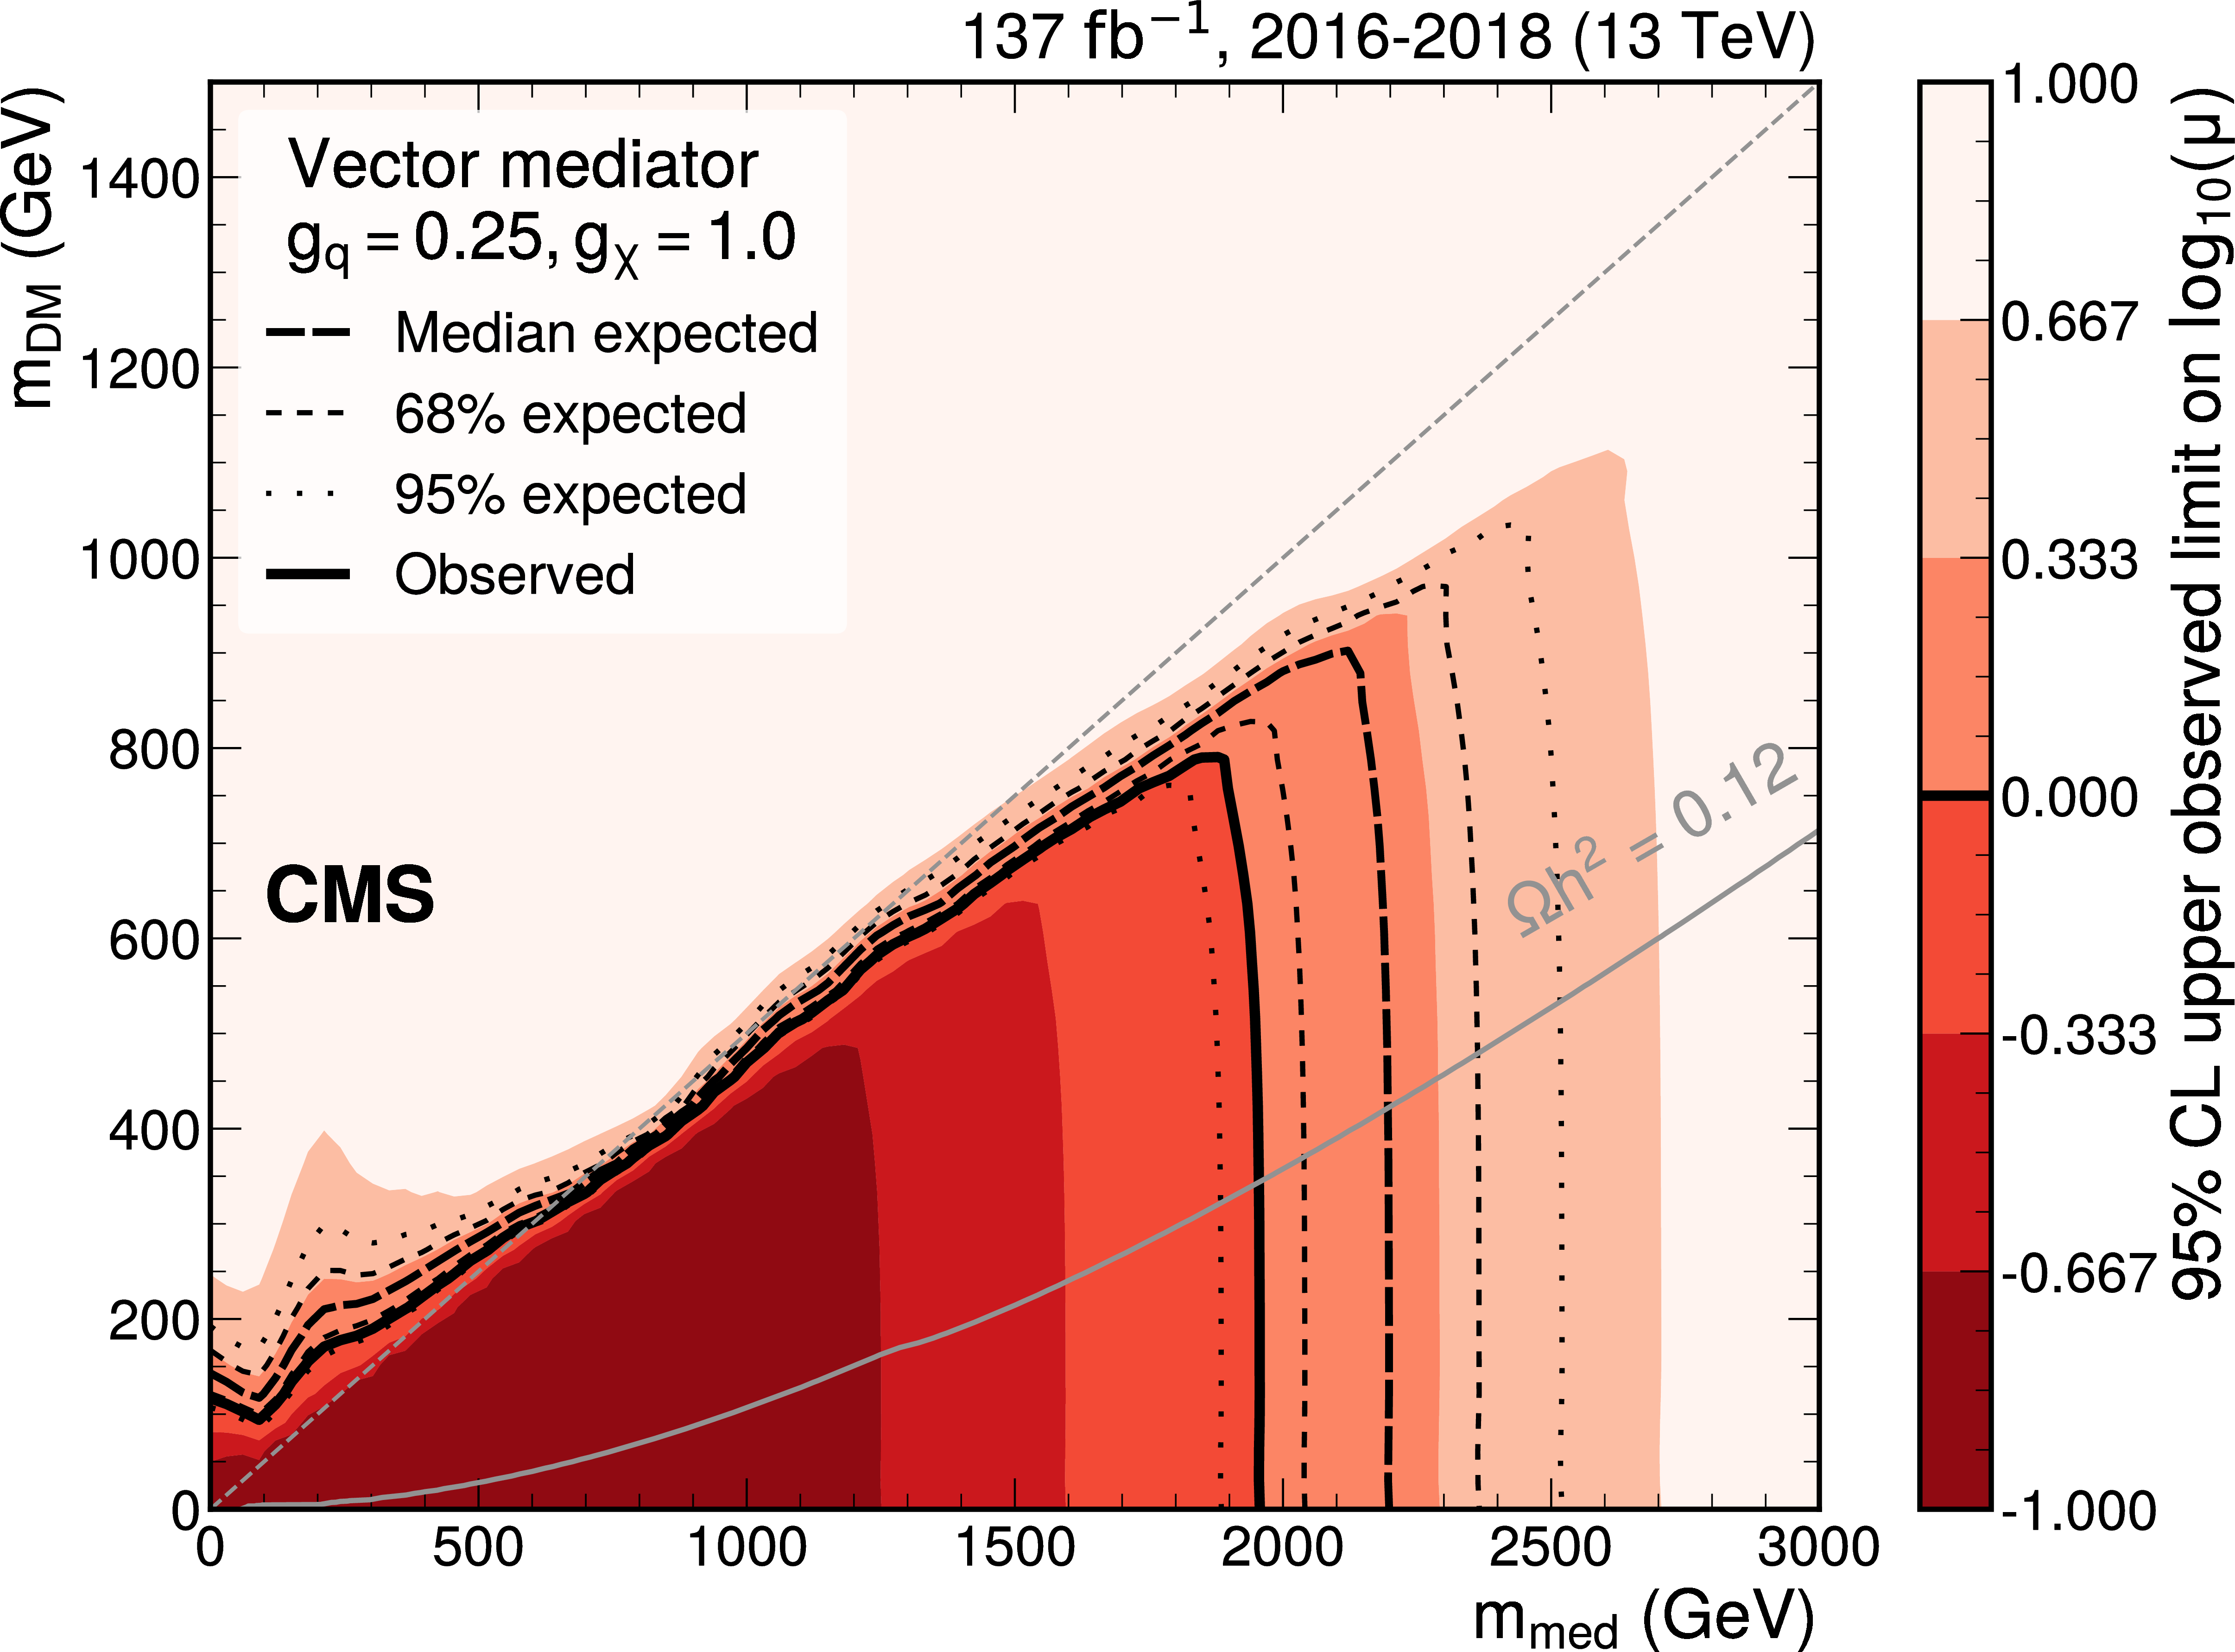 137 fb⁻¹, 2016-2018 (13 TeV)
Vector mediator
g_q = 0.25, g_χ = 1.0
Median expected
68% expected
95% expected
Observed
CMS
Ωh² = 0.12
m_DM (GeV)
1400
1200
1000
800
600
400
200
0
0 500 1000 1500 2000 2500 3000
m_med (GeV)
1.000
0.667
0.333
0.000
-0.333
-0.667
-1.000
95% CL upper observed limit on log₁₀(μ)